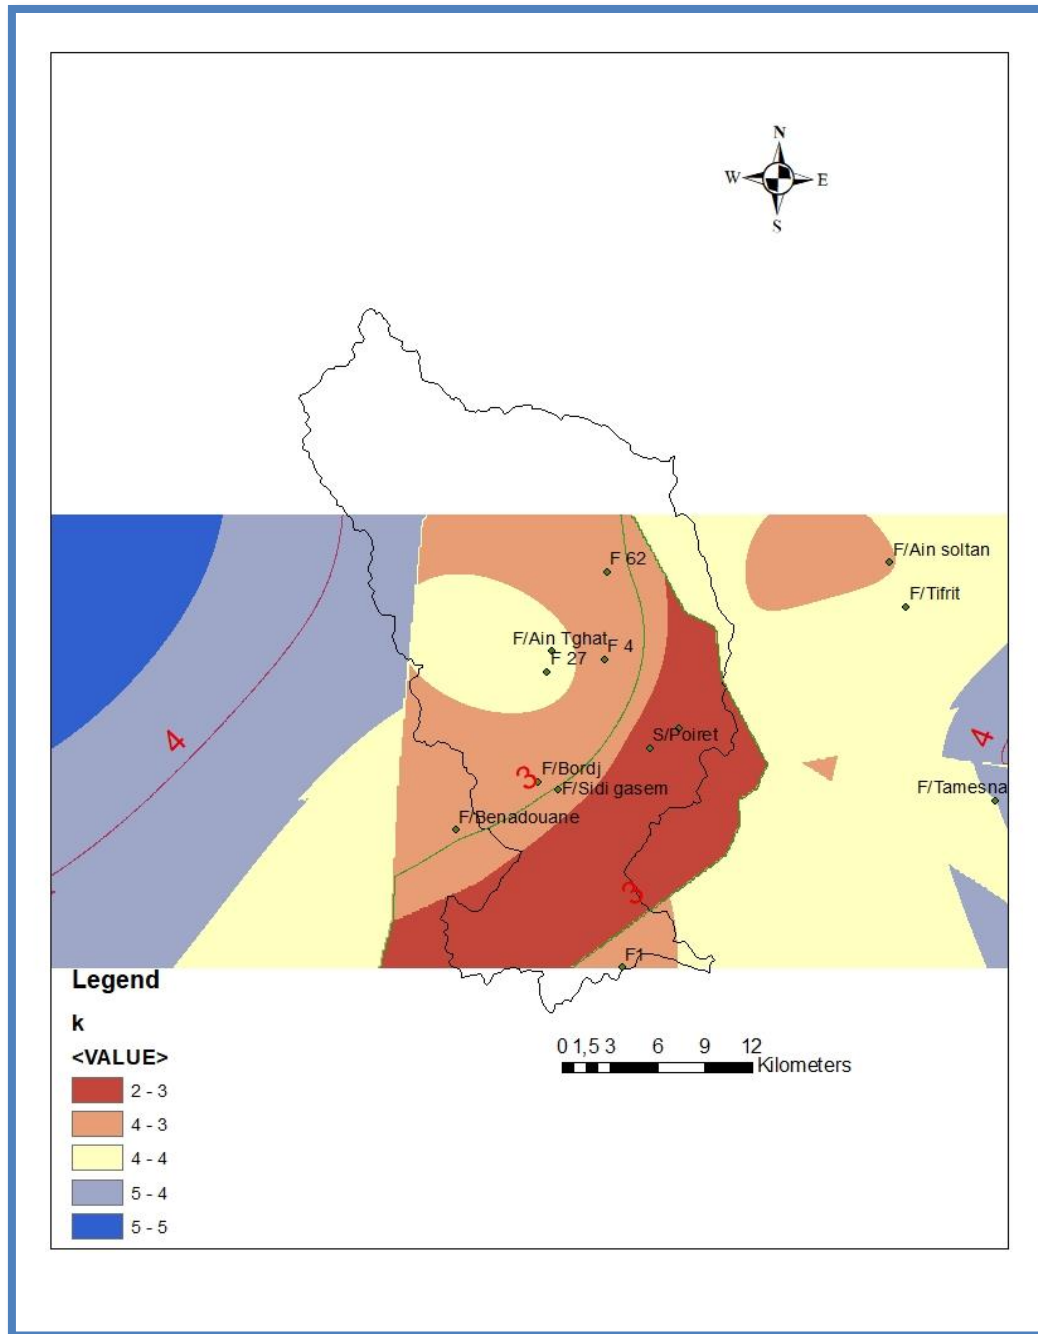 N
W E
S
F 62
F/Ain soltan
F/Tifrit
F/Ain Tghat
F 4
F 27
4
S/Poiret
4
3
F/Bordj
F/Sidi gasem
F/Tamesna
F/Benadouane
3
F1
Legend
k
<VALUE>
2 - 3
4 - 3
4 - 4
5 - 4
5 - 5
0 1,5 3 6 9 12
Kilometers